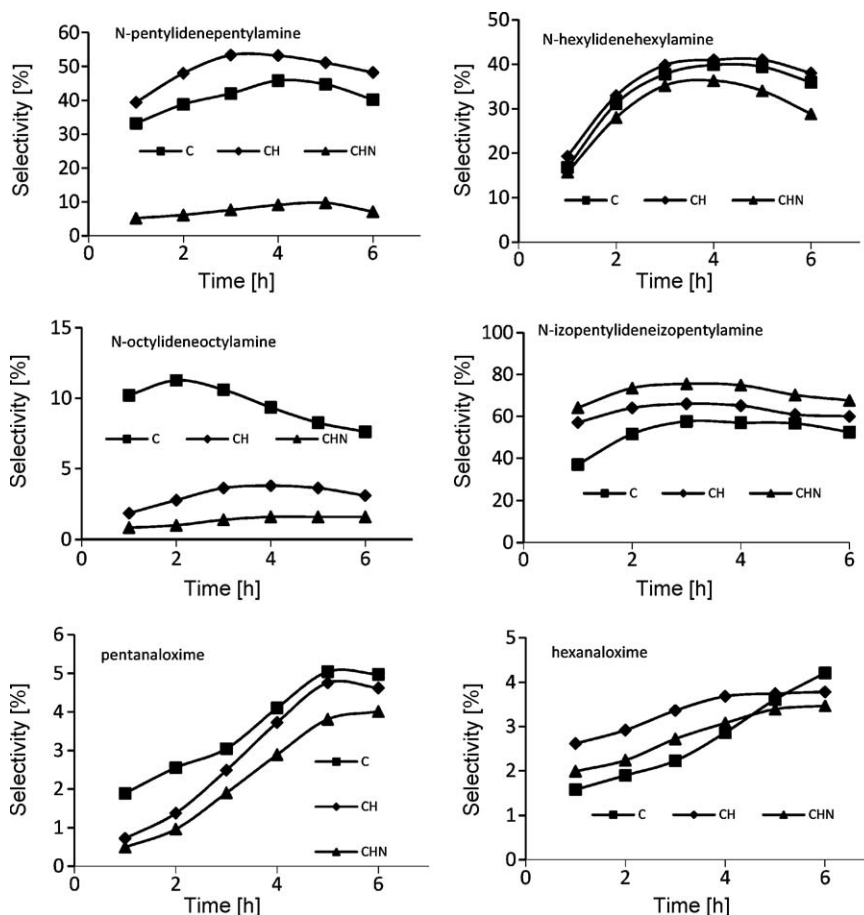 N-pentylidenepentylamine
Selectivity [%]
60
50
40
30
20
10
0
C CH CHN
0 2 4 6
Time [h]
N-hexylidenehexylamine
Selectivity [%]
50
40
30
20
10
0
C CH CHN
0 2 4 6
Time [h]
N-octylideneoctylamine
Selectivity [%]
15
10
5
0
C CH CHN
0 2 4 6
Time [h]
N-izopentylideneizopentylamine
Selectivity [%]
100
80
60
40
20
0
C CH CHN
0 2 4 6
Time [h]
pentanaloxime
Selectivity [%]
6
5
4
3
2
1
0
C
CH
CHN
0 2 4 6
Time [h]
hexanaloxime
Selectivity [%]
5
4
3
2
1
0
C CH CHN
0 2 4 6
Time [h]